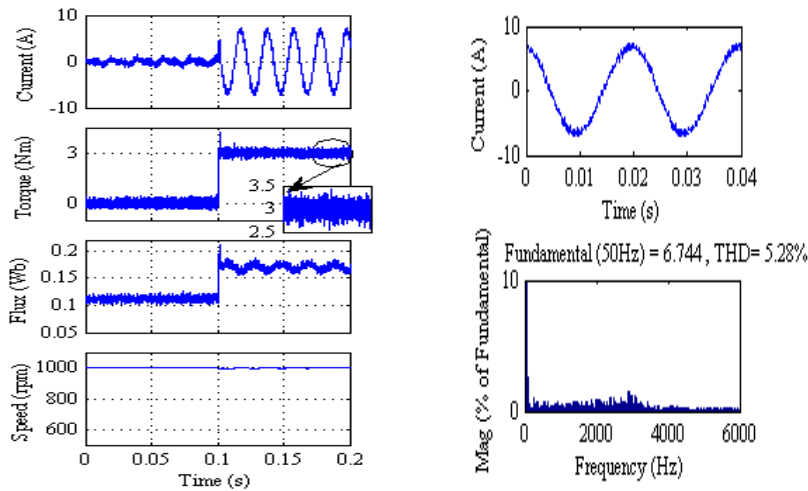 10
0
-10
Current (A)
3
0
Torque (Nm)
3.5
3
2.5
0.2
0.15
0.1
0.05
Flux (Wb)
1000
800
600
Speed (rpm)
0 0.05 0.1 0.15 0.2
Time (s)
10
0
-10
Current (A)
0 0.01 0.02 0.03 0.04
Time (s)
Fundamental (50Hz) = 6.744 , THD= 5.28%
10
0
Mag (% of Fundamental)
0 2000 4000 6000
Frequency (Hz)